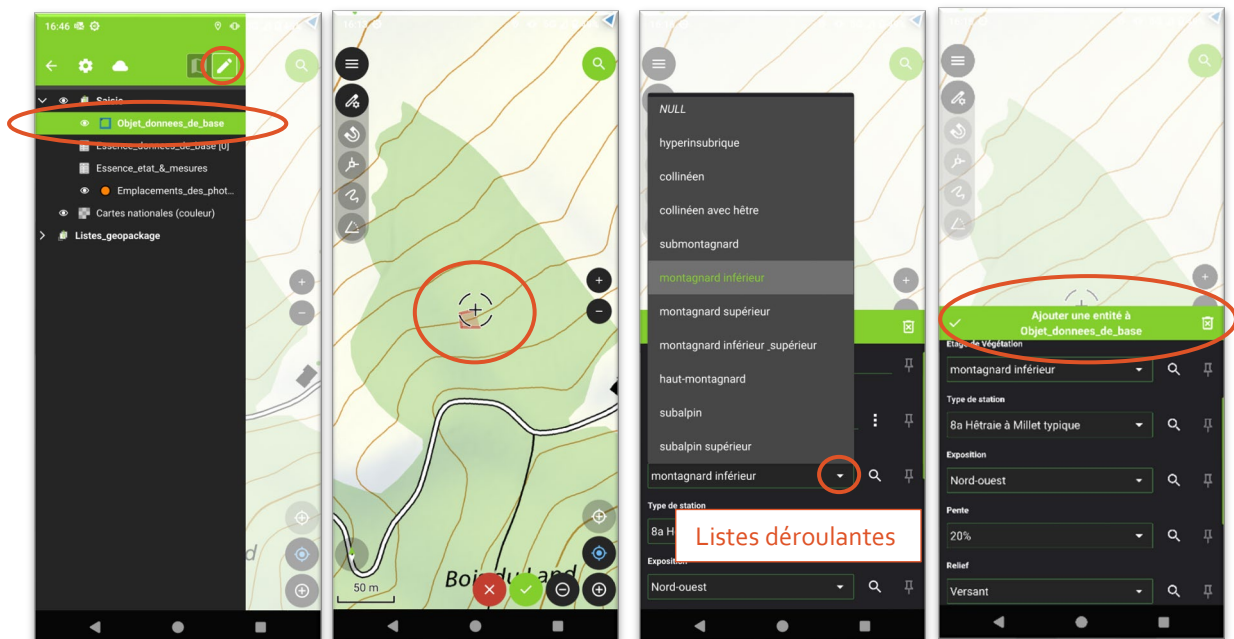 16:46
Saisie
Objet_donnees_de_base
Essence_donnees_de_base [0]
Essence_etat_&_mesures
Emplacements_des_phot...
Cartes nationales (couleur)
Listes_geopackage
d
50 m
Bois du Land
NULL
hyperinsubrique
collinéen
collinéen avec hêtre
submontagnard
montagnard inférieur
montagnard supérieur
montagnard inférieur_supérieur
haut-montagnard
subalpin
subalpin supérieur
montagnard inférieur
Type de station
8a H
Listes déroulantes
Exposition
Nord-ouest
Ajouter une entité à
Objet_donnees_de_base
Etage de Végétation
montagnard inférieur
Type de station
8a Hêtraie à Millet typique
Exposition
Nord-ouest
Pente
20%
Relief
Versant